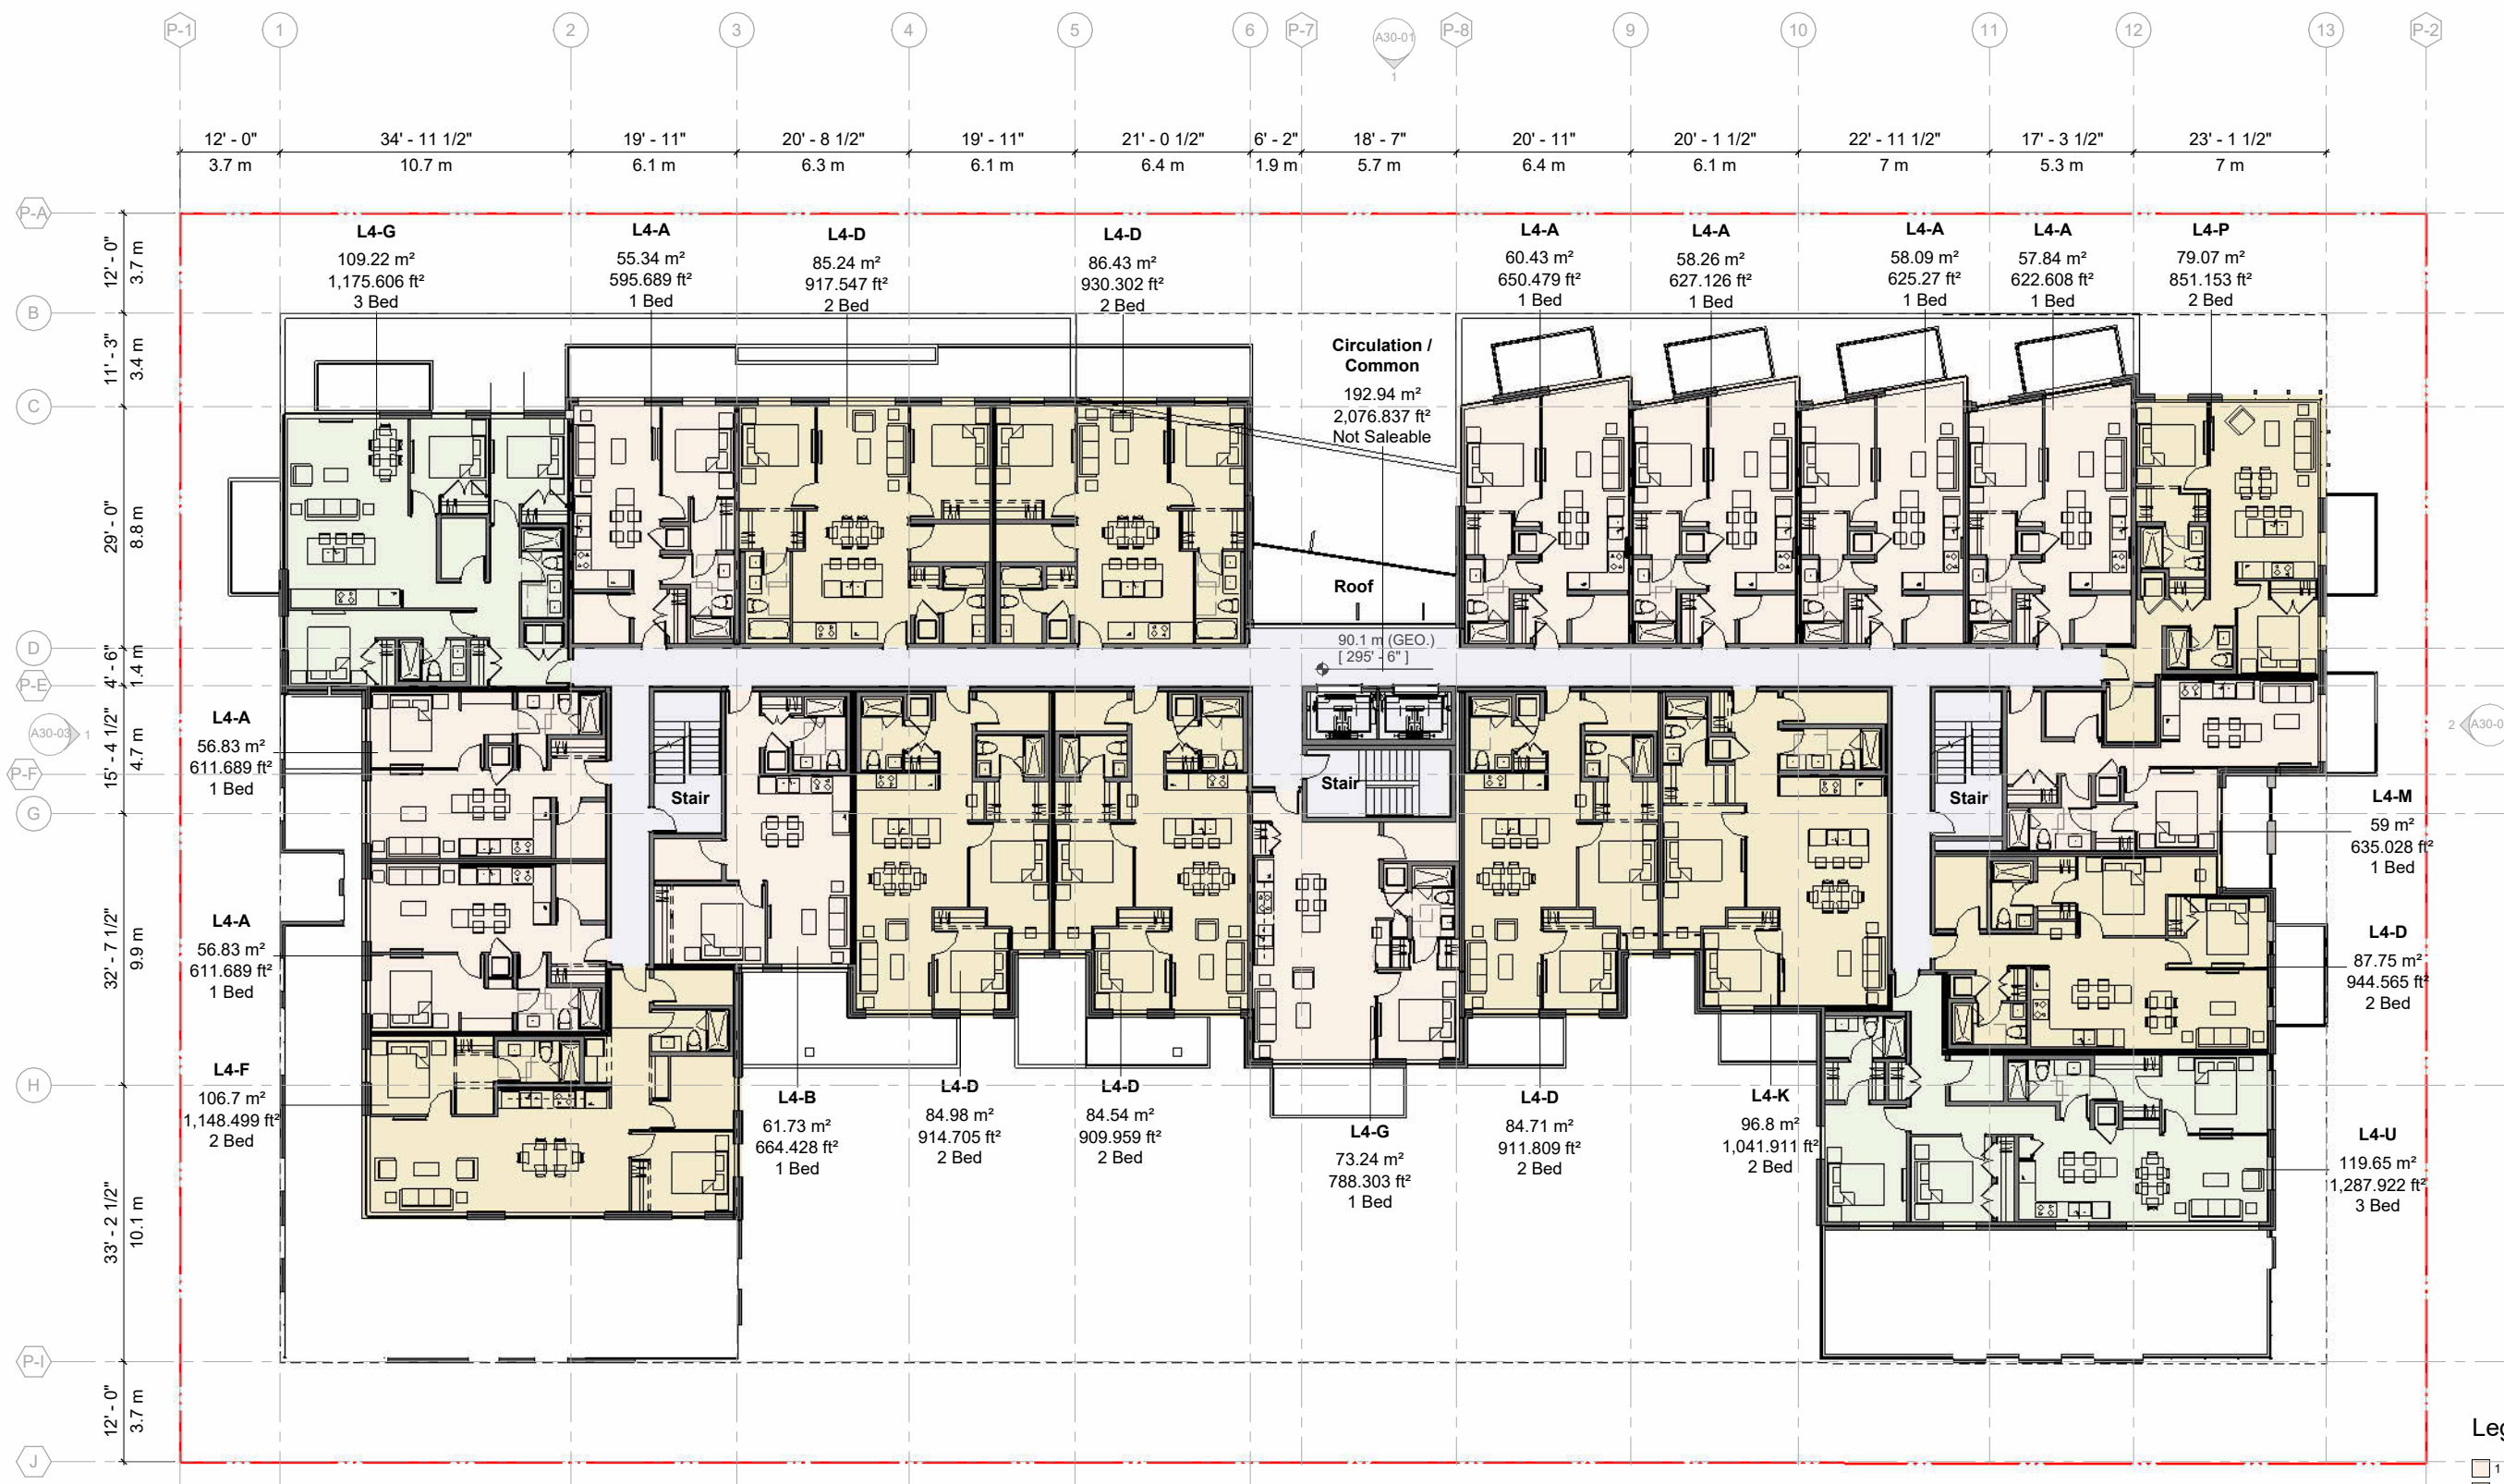 P-1
1
2
3
4
5
6
P-7
A30-01
1
P-8
9
10
11
12
13
P-2
12' - 0"
34' - 11 1/2"
19' - 11"
20' - 8 1/2"
19' - 11"
21' - 0 1/2"
6' - 2"
18' - 7"
20' - 11"
20' - 1 1/2"
22' - 11 1/2"
17' - 3 1/2"
23' - 1 1/2"
3.7 m
10.7 m
6.1 m
6.3 m
6.1 m
6.4 m
1.9 m
5.7 m
6.4 m
6.1 m
7 m
5.3 m
7 m
P-A
B
C
D
P-E
A30-03
1
P-F
G
H
P-I
J
12' - 0"
3.7 m
11' - 3"
3.4 m
29' - 0"
8.8 m
4' - 6"
1.4 m
15' - 4 1/2"
4.7 m
32' - 7 1/2"
9.9 m
33' - 2 1/2"
10.1 m
12' - 0"
3.7 m
L4-G
109.22 m²
1,175.606 ft²
3 Bed
L4-A
55.34 m²
595.689 ft²
1 Bed
L4-D
85.24 m²
917.547 ft²
2 Bed
L4-D
86.43 m²
930.302 ft²
2 Bed
Circulation /
Common
192.94 m²
2,076.837 ft²
Not Saleable
L4-A
60.43 m²
650.479 ft²
1 Bed
L4-A
58.26 m²
627.126 ft²
1 Bed
L4-A
58.09 m²
625.27 ft²
1 Bed
L4-A
57.84 m²
622.608 ft²
1 Bed
L4-P
79.07 m²
851.153 ft²
2 Bed
Roof
90.1 m (GEO.)
[ 295' - 6" ]
L4-A
56.83 m²
611.689 ft²
1 Bed
Stair
Stair
Stair
2
A30-0
L4-M
59 m²
635.028 ft²
1 Bed
L4-A
56.83 m²
611.689 ft²
1 Bed
L4-D
87.75 m²
944.565 ft²
2 Bed
L4-F
106.7 m²
1,148.499 ft²
2 Bed
L4-B
61.73 m²
664.428 ft²
1 Bed
L4-D
84.98 m²
914.705 ft²
2 Bed
L4-D
84.54 m²
909.959 ft²
2 Bed
L4-G
73.24 m²
788.303 ft²
1 Bed
L4-D
84.71 m²
911.809 ft²
2 Bed
L4-K
96.8 m²
1,041.911 ft²
2 Bed
L4-U
119.65 m²
1,287.922 ft²
3 Bed
Leg
1